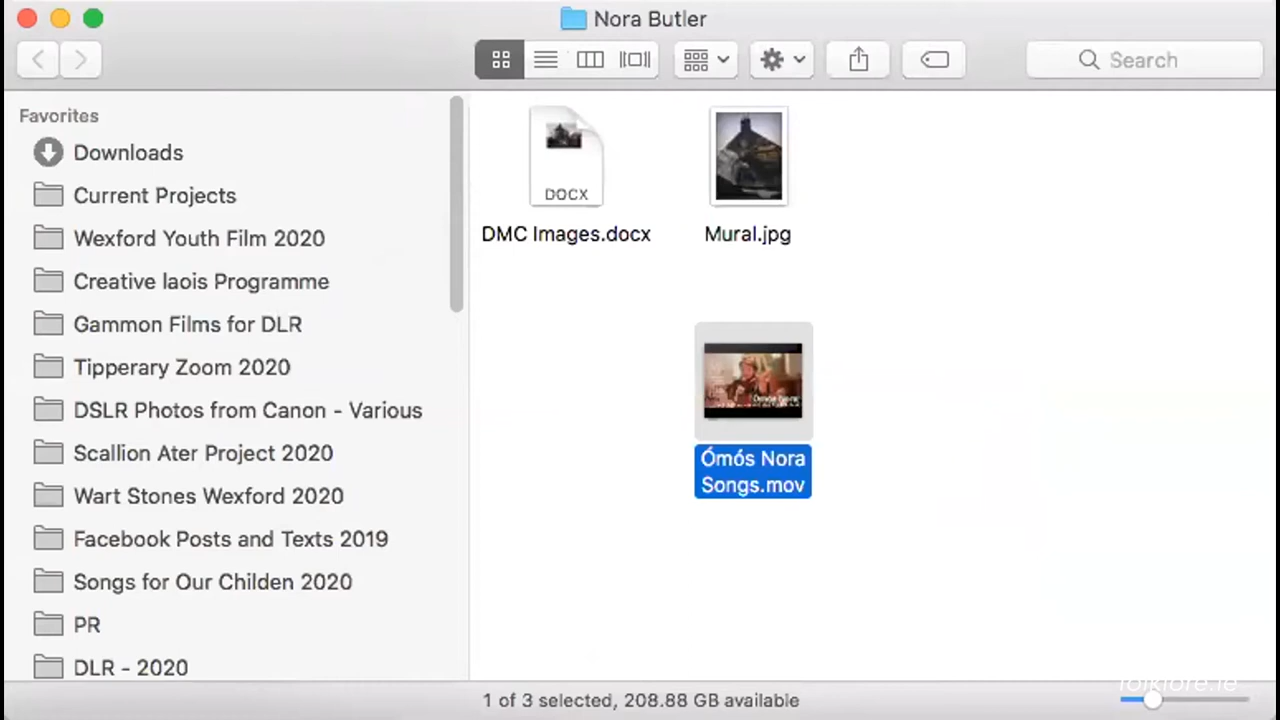 Nora Butler
Search
Favorites
Downloads
Current Projects
Wexford Youth Film 2020
Creative laois Programme
Gammon Films for DLR
Tipperary Zoom 2020
DSLR Photos from Canon - Various
Scallion Ater Project 2020
Wart Stones Wexford 2020
Facebook Posts and Texts 2019
Songs for Our Childen 2020
PR
DLR - 2020
DOCX
DMC Images.docx
Mural.jpg
Ómós Nora
Ómós Nora
Songs.mov
1 of 3 selected, 208.88 GB available
folklore.ie